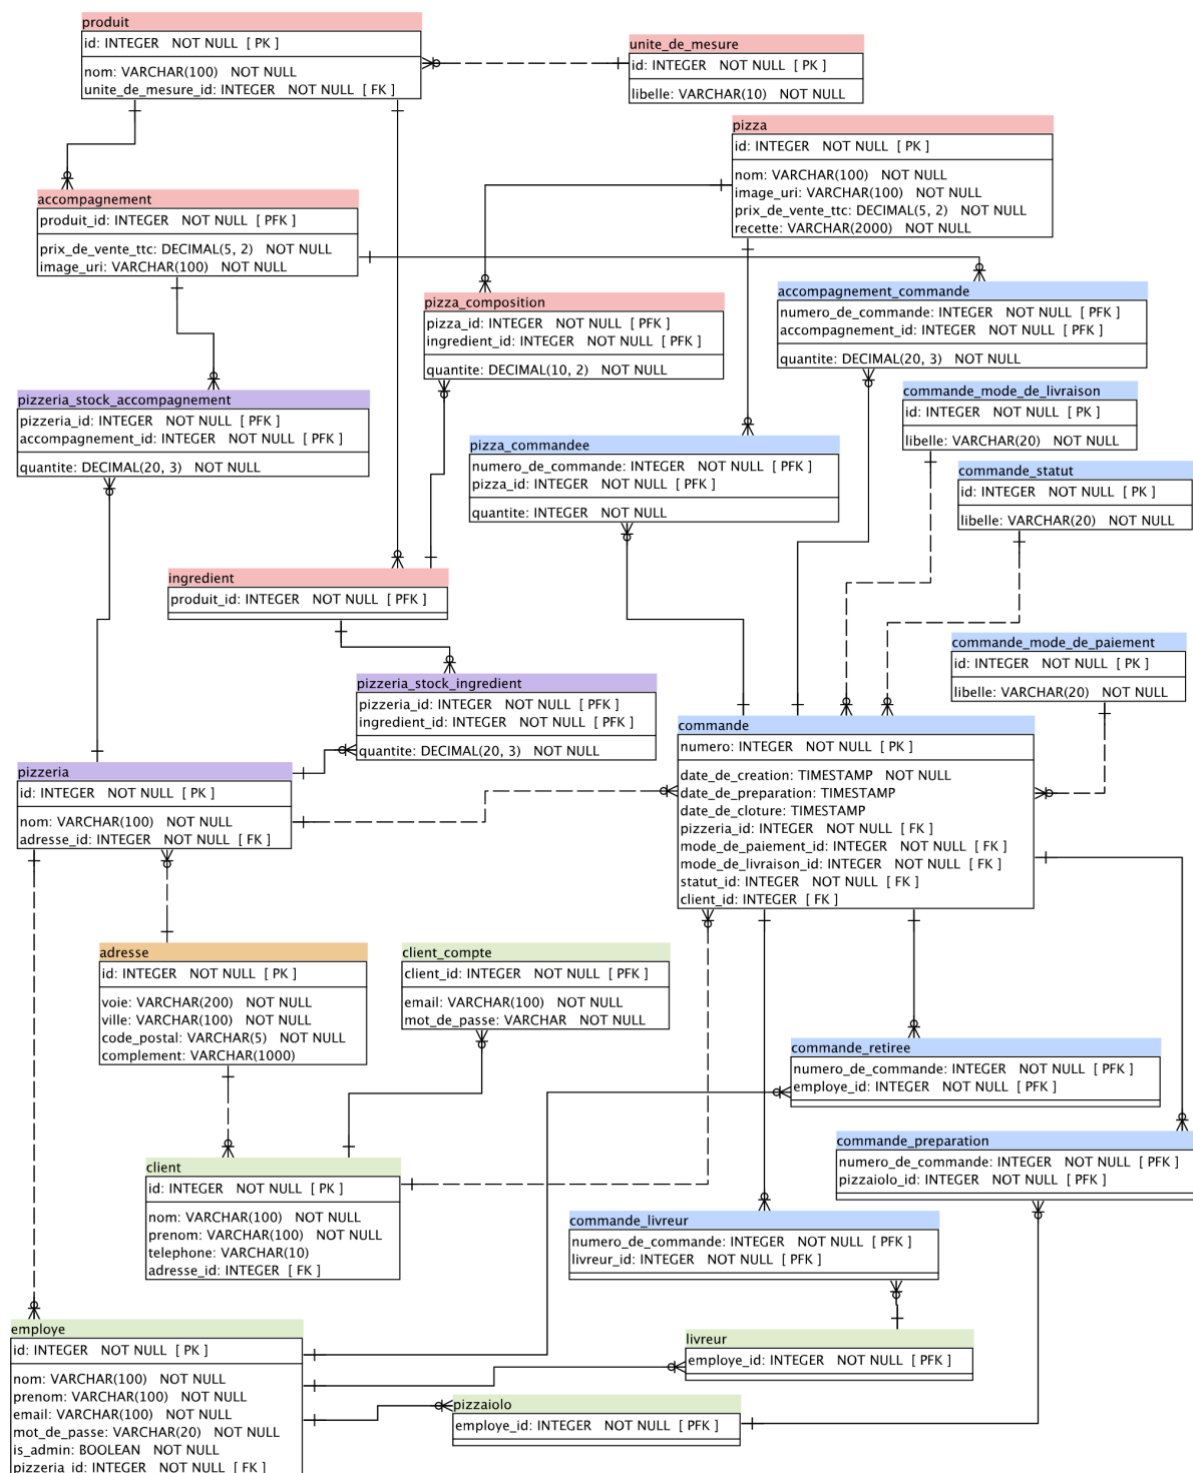 produit
id: INTEGER NOT NULL [ PK ]
nom: VARCHAR(100) NOT NULL
unite_de_mesure_id: INTEGER NOT NULL [ FK ]
unite_de_mesure
id: INTEGER NOT NULL [ PK ]
libelle: VARCHAR(10) NOT NULL
pizza
id: INTEGER NOT NULL [ PK ]
nom: VARCHAR(100) NOT NULL
image_uri: VARCHAR(100) NOT NULL
prix_de_vente_ttc: DECIMAL(5, 2) NOT NULL
recette: VARCHAR(2000) NOT NULL
accompagnement
produit_id: INTEGER NOT NULL [ PFK ]
prix_de_vente_ttc: DECIMAL(5, 2) NOT NULL
image_uri: VARCHAR(100) NOT NULL
pizza_composition
pizza_id: INTEGER NOT NULL [ PFK ]
ingredient_id: INTEGER NOT NULL [ PFK ]
quantite: DECIMAL(10, 2) NOT NULL
accompagnement_commande
numero_de_commande: INTEGER NOT NULL [ PFK ]
accompagnement_id: INTEGER NOT NULL [ PFK ]
quantite: DECIMAL(20, 3) NOT NULL
pizzeria_stock_accompagnement
pizzeria_id: INTEGER NOT NULL [ PFK ]
accompagnement_id: INTEGER NOT NULL [ PFK ]
quantite: DECIMAL(20, 3) NOT NULL
commande_mode_de_livraison
id: INTEGER NOT NULL [ PK ]
libelle: VARCHAR(20) NOT NULL
pizza_commandee
numero_de_commande: INTEGER NOT NULL [ PFK ]
pizza_id: INTEGER NOT NULL [ PFK ]
quantite: INTEGER NOT NULL
commande_statut
id: INTEGER NOT NULL [ PK ]
libelle: VARCHAR(20) NOT NULL
ingredient
produit_id: INTEGER NOT NULL [ PFK ]
commande_mode_de_paiement
id: INTEGER NOT NULL [ PK ]
libelle: VARCHAR(20) NOT NULL
pizzeria_stock_ingredient
pizzeria_id: INTEGER NOT NULL [ PFK ]
ingredient_id: INTEGER NOT NULL [ PFK ]
quantite: DECIMAL(20, 3) NOT NULL
commande
numero: INTEGER NOT NULL [ PK ]
date_de_creation: TIMESTAMP NOT NULL
date_de_preparation: TIMESTAMP
date_de_cloture: TIMESTAMP
pizzeria_id: INTEGER NOT NULL [ FK ]
mode_de_paiement_id: INTEGER NOT NULL [ FK ]
mode_de_livraison_id: INTEGER NOT NULL [ FK ]
statut_id: INTEGER NOT NULL [ FK ]
client_id: INTEGER [ FK ]
pizzeria
id: INTEGER NOT NULL [ PK ]
nom: VARCHAR(100) NOT NULL
adresse_id: INTEGER NOT NULL [ FK ]
adresse
id: INTEGER NOT NULL [ PK ]
voie: VARCHAR(200) NOT NULL
ville: VARCHAR(100) NOT NULL
code_postal: VARCHAR(5) NOT NULL
complement: VARCHAR(1000)
client_compte
client_id: INTEGER NOT NULL [ PFK ]
email: VARCHAR(100) NOT NULL
mot_de_passe: VARCHAR NOT NULL
commande_retiree
numero_de_commande: INTEGER NOT NULL [ PFK ]
employe_id: INTEGER NOT NULL [ PFK ]
commande_preparation
numero_de_commande: INTEGER NOT NULL [ PFK ]
pizzaiolo_id: INTEGER NOT NULL [ PFK ]
client
id: INTEGER NOT NULL [ PK ]
nom: VARCHAR(100) NOT NULL
prenom: VARCHAR(100) NOT NULL
telephone: VARCHAR(10)
adresse_id: INTEGER [ FK ]
commande_livreur
numero_de_commande: INTEGER NOT NULL [ PFK ]
livreur_id: INTEGER NOT NULL [ PFK ]
employe
id: INTEGER NOT NULL [ PK ]
nom: VARCHAR(100) NOT NULL
prenom: VARCHAR(100) NOT NULL
email: VARCHAR(100) NOT NULL
mot_de_passe: VARCHAR(20) NOT NULL
is_admin: BOOLEAN NOT NULL
pizzeria_id: INTEGER NOT NULL [ FK ]
livreur
employe_id: INTEGER NOT NULL [ PFK ]
pizzaiolo
employe_id: INTEGER NOT NULL [ PFK ]